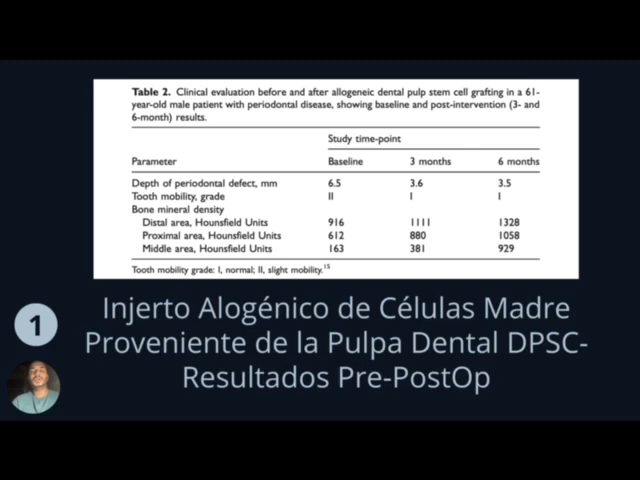 Table 2. Clinical evaluation before and after allogeneic dental pulp stem cell grafting in a 61-
year-old male patient with periodontal disease, showing baseline and post-intervention (3- and
6-month) results.
Study time-point
Parameter Baseline 3 months 6 months
Depth of periodontal defect, mm 6.5 3.6 3.5
Tooth mobility, grade II I I
Bone mineral density
Distal area, Hounsfield Units 916 1111 1328
Proximal area, Hounsfield Units 612 880 1058
Middle area, Hounsfield Units 163 381 929
Tooth mobility grade: I, normal; II, slight mobility.15
1
Injerto Alogénico de Células Madre
Proveniente de la Pulpa Dental DPSC-
Resultados Pre-PostOp